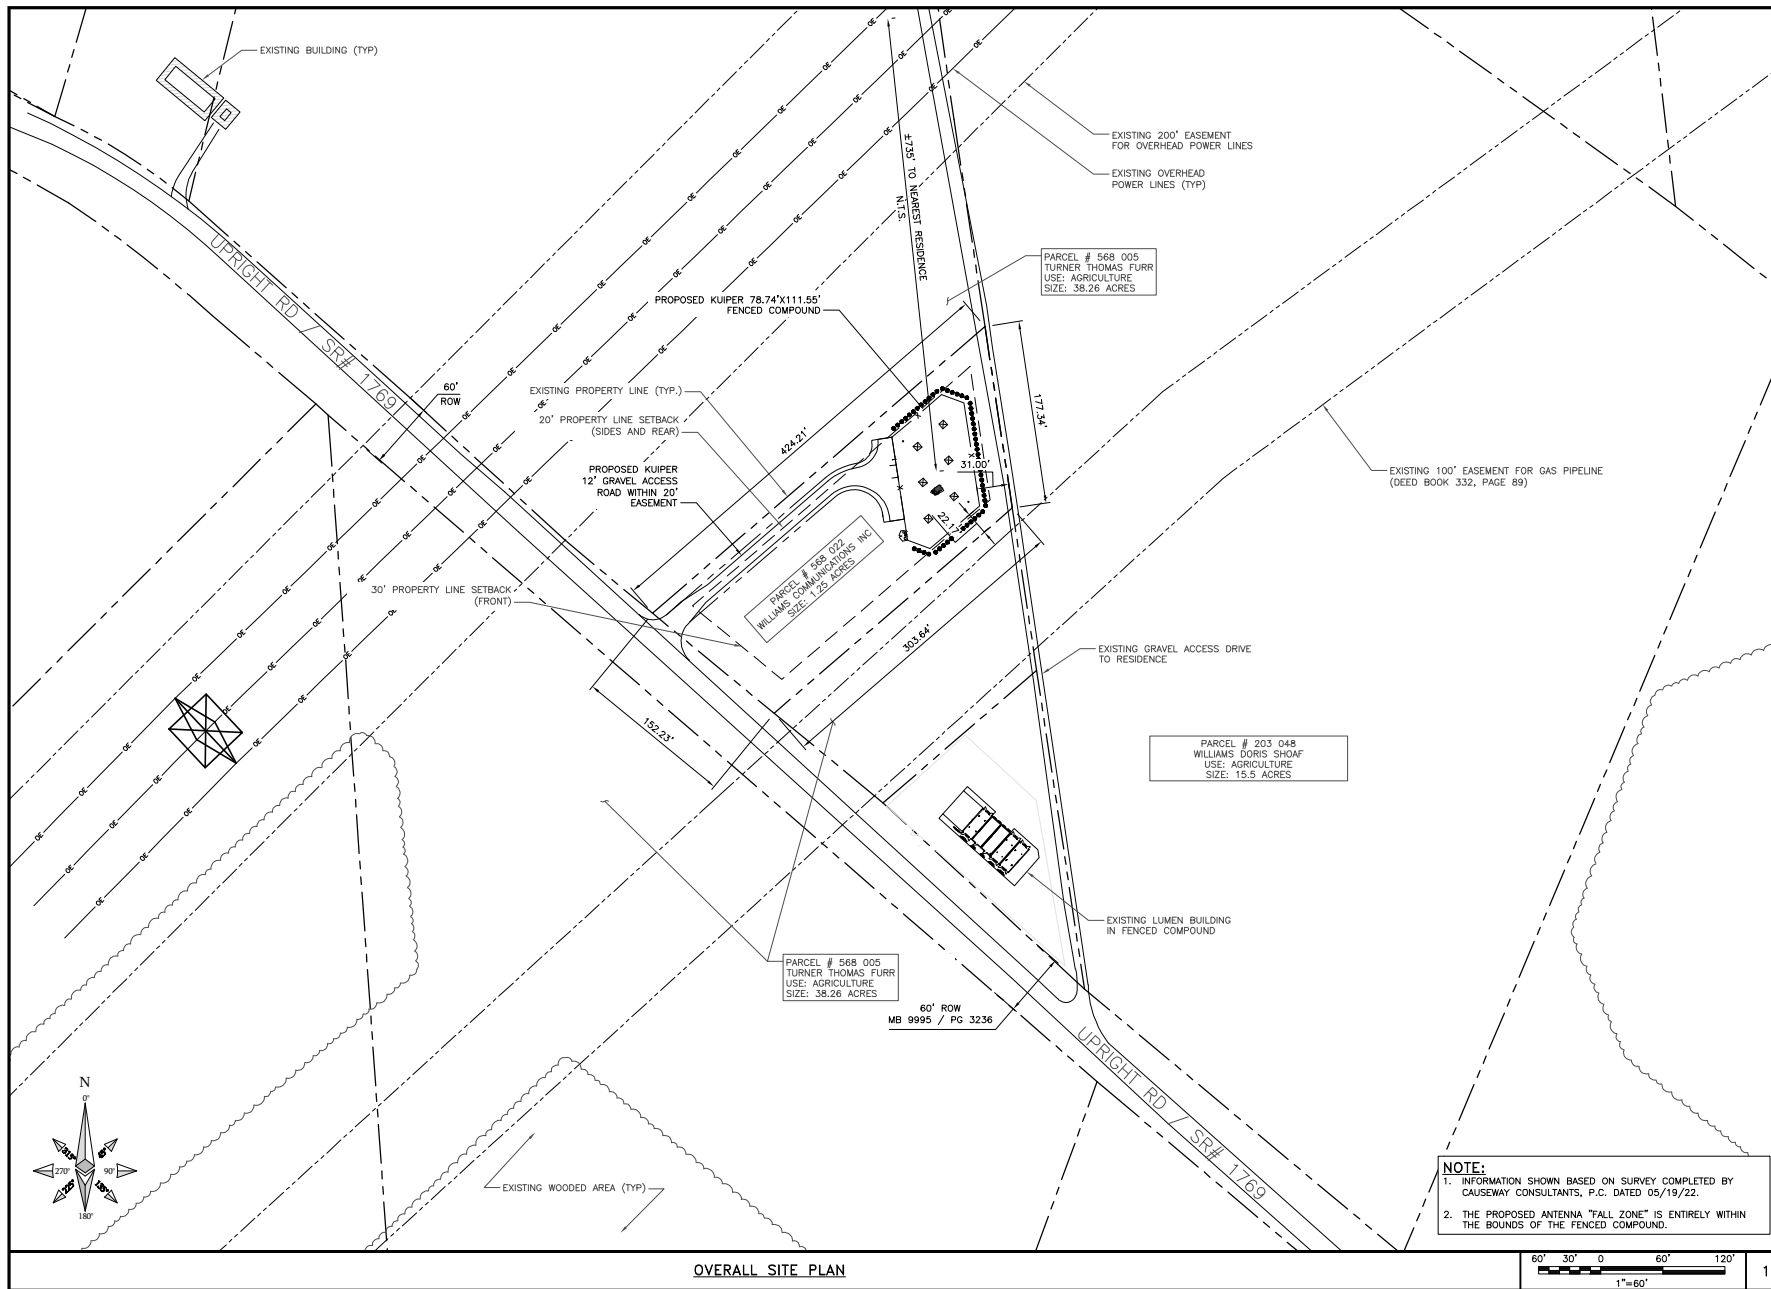 EXISTING BUILDING (TYP)
EXISTING 200' EASEMENT
FOR OVERHEAD POWER LINES
EXISTING OVERHEAD
POWER LINES (TYP)
±735' TO NEAREST RESIDENCE
N.T.S.
UPRIGHT RD / SR# 1769
PARCEL # 568 005
TURNER THOMAS FURR
USE: AGRICULTURE
SIZE: 38.26 ACRES
PROPOSED KUIPER 78.74'X111.55'
FENCED COMPOUND
60'
ROW
EXISTING PROPERTY LINE (TYP.)
20' PROPERTY LINE SETBACK
(SIDES AND REAR)
424.21'
177.34'
31.00'
22.17'
PROPOSED KUIPER
12' GRAVEL ACCESS
ROAD WITHIN 20'
EASEMENT
EXISTING 100' EASEMENT FOR GAS PIPELINE
(DEED BOOK 332, PAGE 89)
PARCEL # 568 022
WILLIAMS COMMUNICATIONS INC
SIZE: 1.25 ACRES
30' PROPERTY LINE SETBACK
(FRONT)
303.64'
152.23'
EXISTING GRAVEL ACCESS DRIVE
TO RESIDENCE
PARCEL # 203 048
WILLIAMS DORIS SHOAF
USE: AGRICULTURE
SIZE: 15.5 ACRES
EXISTING LUMEN BUILDING
IN FENCED COMPOUND
PARCEL # 568 005
TURNER THOMAS FURR
USE: AGRICULTURE
SIZE: 38.26 ACRES
60' ROW
MB 9995 / PG 3236
UPRIGHT RD / SR# 1769
N
0°
315°
45°
270°
90°
225°
135°
180°
EXISTING WOODED AREA (TYP)
NOTE:
1. INFORMATION SHOWN BASED ON SURVEY COMPLETED BY
CAUSEWAY CONSULTANTS, P.C. DATED 05/19/22.
2. THE PROPOSED ANTENNA "FALL ZONE" IS ENTIRELY WITHIN
THE BOUNDS OF THE FENCED COMPOUND.
OVERALL SITE PLAN
60' 30' 0 60' 120'
1"=60'
1